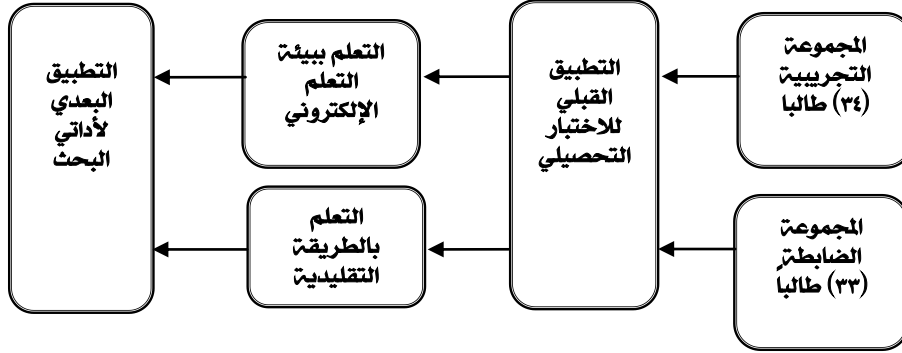 المجموعة
التجريبية
(٣٤) طالبا
المجموعة
الضابطة
(٣٣) طالباً
التطبيق
القبلي
للاختبار
التحصيلي
التعلم ببيئة
التعلم
الإلكتروني
التعلم
بالطريقة
التقليدية
التطبيق
البعدي
لأداتي
البحث